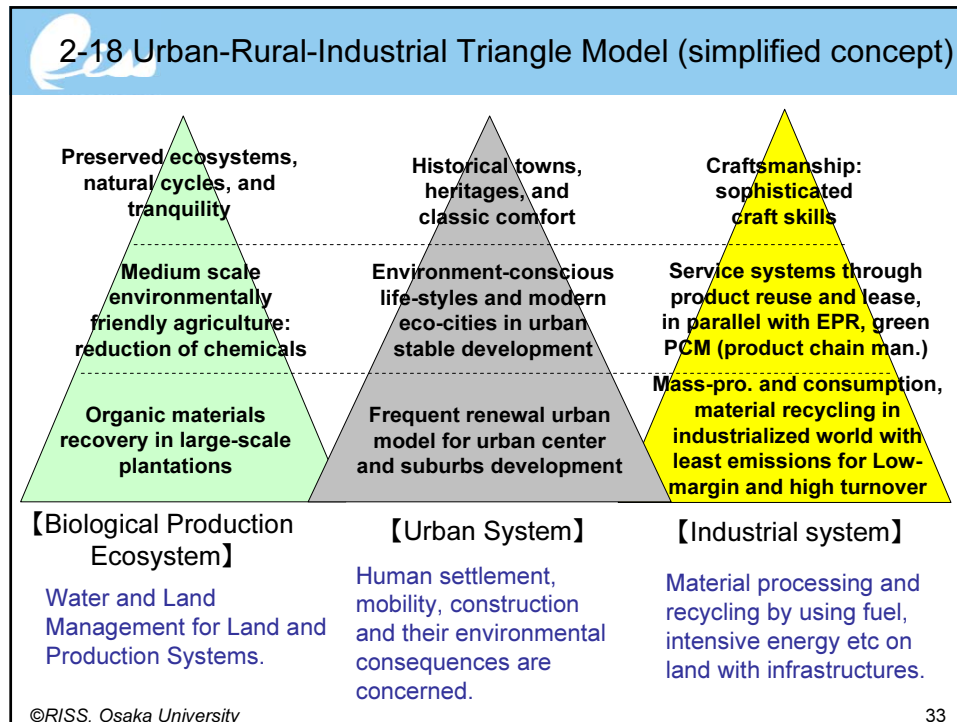 2-18 Urban-Rural-Industrial Triangle Model (simplified concept)
Preserved ecosystems,
natural cycles, and
tranquility
Medium scale
environmentally
friendly agriculture:
reduction of chemicals
Organic materials
recovery in large-scale
plantations
Historical towns,
heritages, and
classic comfort
Environment-conscious
life-styles and modern
eco-cities in urban
stable development
Frequent renewal urban
model for urban center
and suburbs development
Craftsmanship:
sophisticated
craft skills
Service systems through
product reuse and lease,
in parallel with EPR, green
PCM (product chain man.)
Mass-pro. and consumption,
material recycling in
industrialized world with
least emissions for Low-
margin and high turnover
【Biological Production
Ecosystem】
Water and Land
Management for Land and
Production Systems.
【Urban System】
Human settlement,
mobility, construction
and their environmental
consequences are
concerned.
【Industrial system】
Material processing and
recycling by using fuel,
intensive energy etc on
land with infrastructures.
©RISS, Osaka University
33